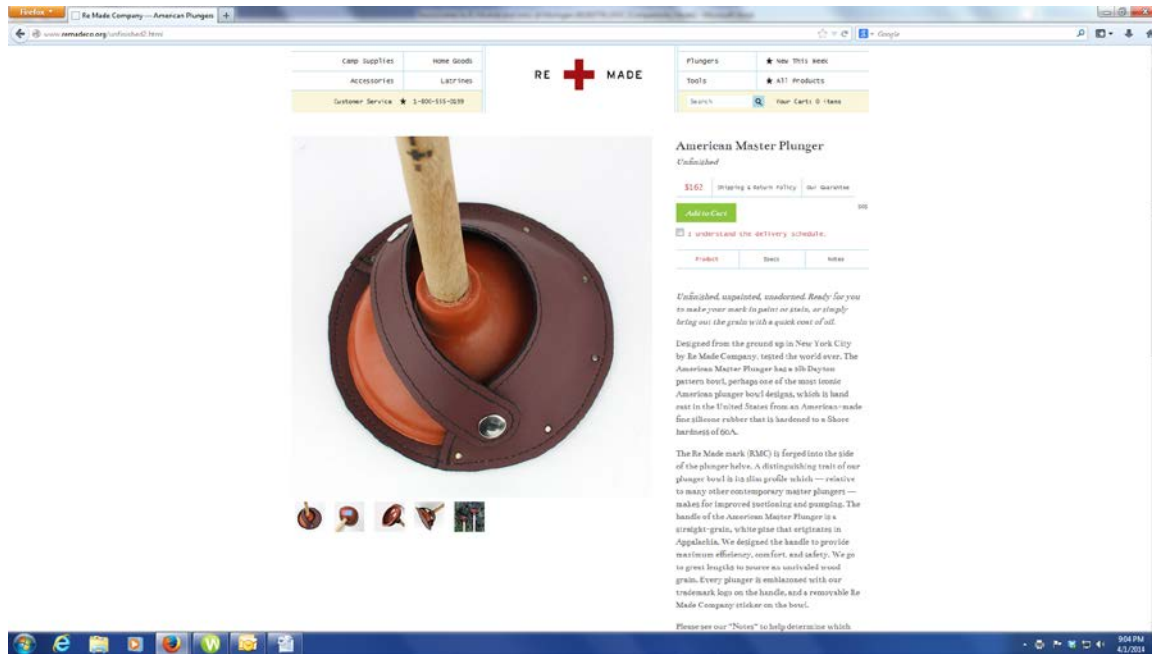 Firefox
Re Made Company — American Plungers
www.remadeco.org/unfinished2.html
Google
Camp Supplies
Home Goods
Accessories
Latrines
Customer Service ★ 1-800-
RE MADE
Plungers
★ New This Week
Tools
★ All Products
Search
Your Cart: 0 items
American Master Plunger
Unfinished
$162
Shipping & Return Policy
Our Guarantee
Add to Cart
I understand the delivery schedule.
Product
Specs
Notes
Unfinished, unpainted, unadorned. Ready for you
to make your mark in paint or stain, or simply
bring out the grain with a quick coat of oil.
Designed from the ground up in New York City
by Re Made Company, tested the world over. The
American Master Plunger has a 3lb Dayton
pattern bowl, perhaps one of the most iconic
American plunger bowl designs, which is hand
cast in the United States from an American-made
fine silicone rubber that is hardened to a Shore
hardness of 60A.
The Re Made mark (RMC) is forged into the side
of the plunger helve. A distinguishing trait of our
plunger bowl is its slim profile which — relative
to many other contemporary master plungers —
makes for improved suctioning and pumping. The
handle of the American Master Plunger is a
straight-grain, white pine that originates in
Appalachia. We designed the handle to provide
maximum efficiency, comfort, and safety. We go
to great lengths to source an unrivaled wood
grain. Every plunger is emblazoned with our
trademark logo on the handle, and a removable Re
Made Company sticker on the bowl.
Please see our "Notes" to help determine which
9:04 PM
4/1/2014